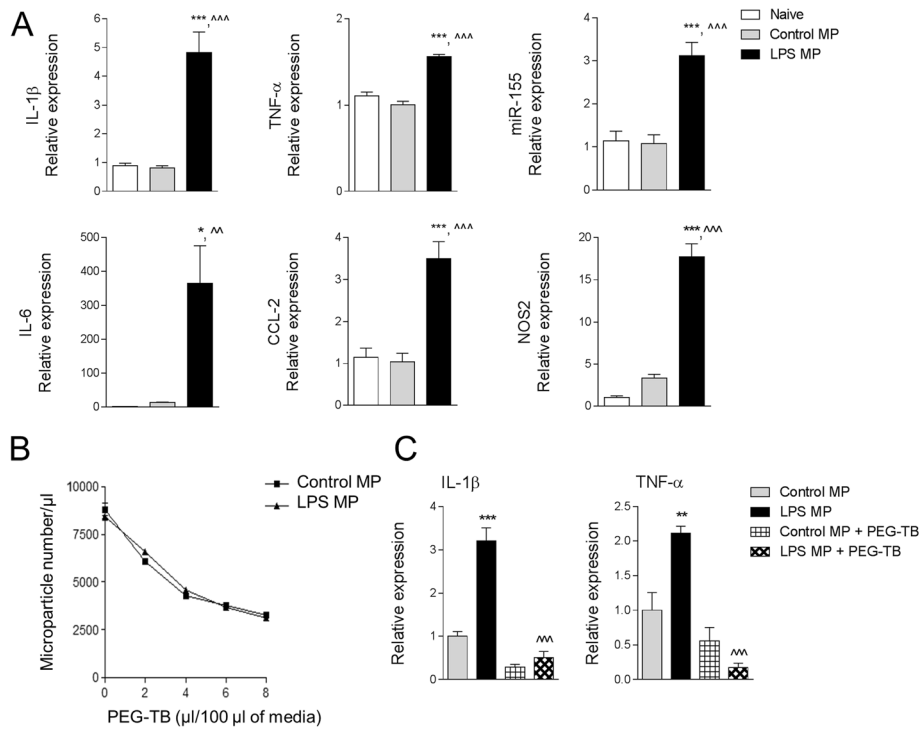 A
IL-1β
Relative expression
6
5
4
3
2
1
0
***, ^^^
TNF-α
Relative expression
2
1
0
***, ^^^
miR-155
Relative expression
4
3
2
1
0
***, ^^^
Naive
Control MP
LPS MP
IL-6
Relative expression
500
400
300
200
100
0
*, ^^
CCL-2
Relative expression
4
3
2
1
0
***, ^^^
NOS2
Relative expression
20
15
10
5
0
***, ^^^
B
Microparticle number/µl
10000
7500
5000
2500
0
0 2 4 6 8
PEG-TB (µl/100 µl of media)
Control MP
LPS MP
C
IL-1β
Relative expression
4
3
2
1
0
***
^^^
TNF-α
Relative expression
2.5
2.0
1.5
1.0
0.5
0.0
**
^^^
Control MP
LPS MP
Control MP + PEG-TB
LPS MP + PEG-TB